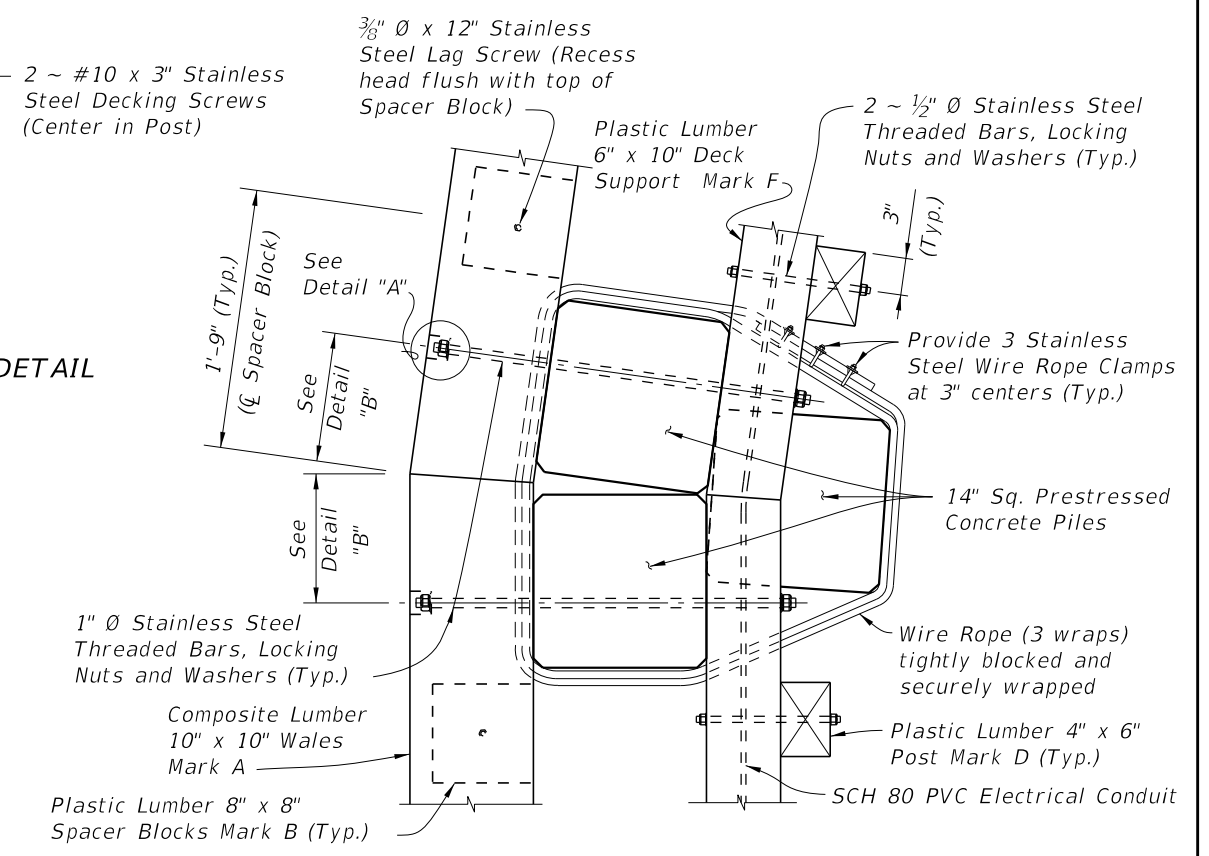 ⅜" Ø x 12" Stainless
Steel Lag Screw (Recess
head flush with top of
Spacer Block)
2 ~ #10 x 3" Stainless
Steel Decking Screws
(Center in Post)
2 ~ ½" Ø Stainless Steel
Threaded Bars, Locking
Nuts and Washers (Typ.)
Plastic Lumber
6" x 10" Deck
Support Mark F
3"
(Typ.)
1'-9" (Typ.)
(℄ Spacer Block)
See
Detail "A"
See
Detail
"B"
DETAIL
Provide 3 Stainless
Steel Wire Rope Clamps
at 3" centers (Typ.)
14" Sq. Prestressed
Concrete Piles
See
Detail
"B"
1" Ø Stainless Steel
Threaded Bars, Locking
Nuts and Washers (Typ.)
Wire Rope (3 wraps)
tightly blocked and
securely wrapped
Composite Lumber
10" x 10" Wales
Mark A
Plastic Lumber 4" x 6"
Post Mark D (Typ.)
SCH 80 PVC Electrical Conduit
Plastic Lumber 8" x 8"
Spacer Blocks Mark B (Typ.)